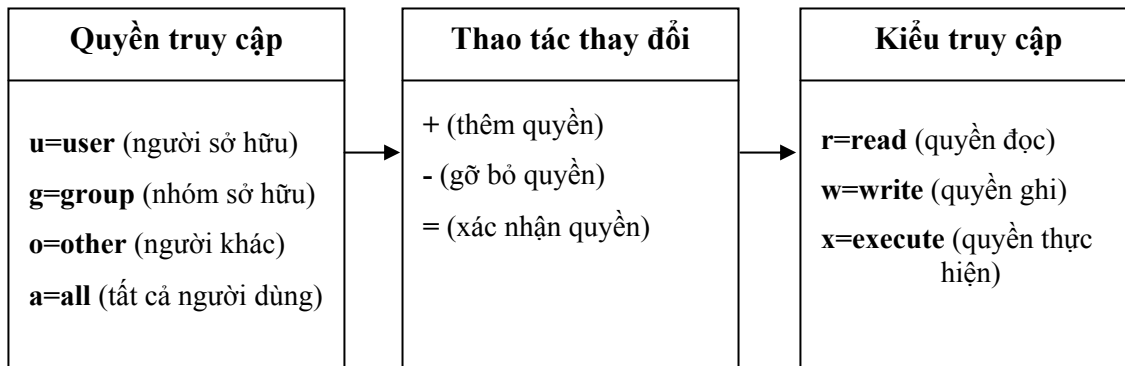 Quyền truy cập
u=user (người sở hữu)
g=group (nhóm sở hữu)
o=other (người khác)
a=all (tất cả người dùng)
Thao tác thay đổi
+ (thêm quyền)
- (gỡ bỏ quyền)
= (xác nhận quyền)
Kiểu truy cập
r=read (quyền đọc)
w=write (quyền ghi)
x=execute (quyền thực
hiện)